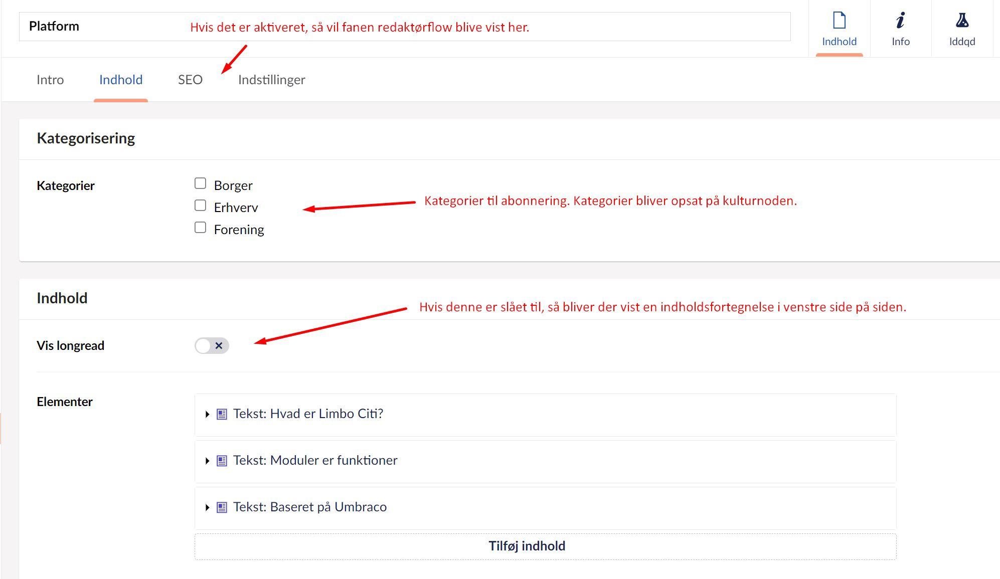 Platform
Hvis det er aktiveret, så vil fanen redaktørflow blive vist her.
Indhold
Info
Iddqd
Intro
Indhold
SEO
Indstillinger
Kategorisering
Kategorier
Borger
Erhverv
Forening
Kategorier til abonnering. Kategorier bliver opsat på kulturnoden.
Indhold
Hvis denne er slået til, så bliver der vist en indholdsfortegnelse i venstre side på siden.
Vis longread
Elementer
Tekst: Hvad er Limbo Citi?
Tekst: Moduler er funktioner
Tekst: Baseret på Umbraco
Tilføj indhold